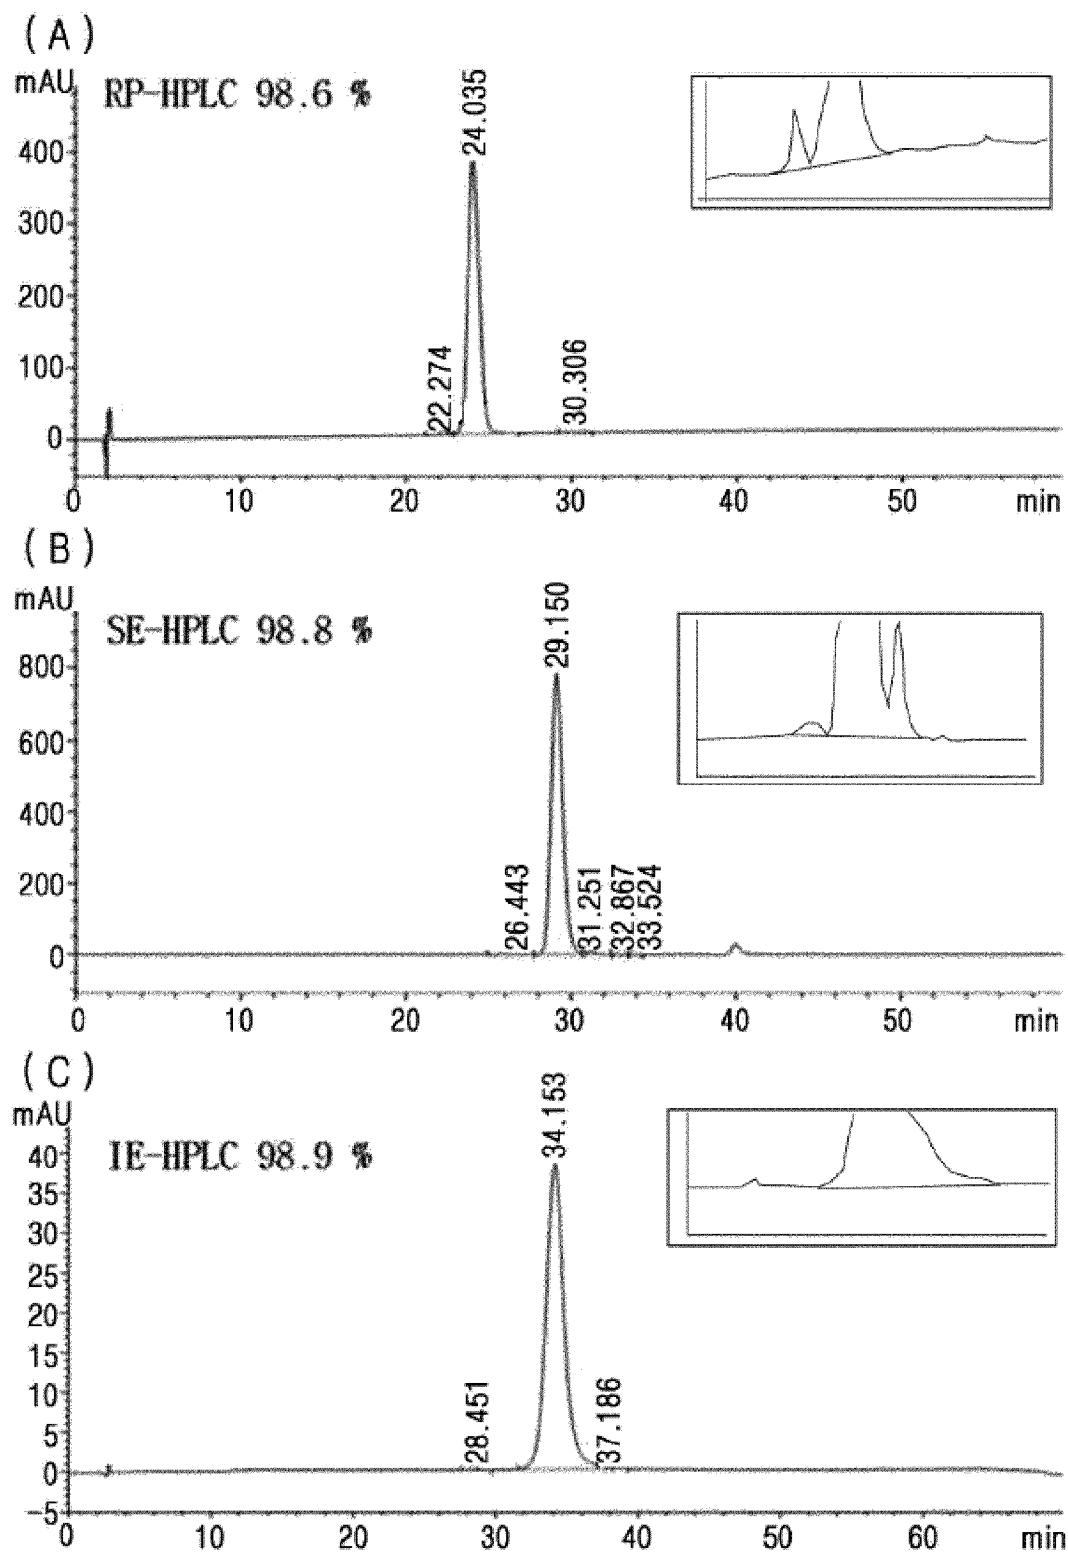 (A)
mAU
RP-HPLC 98.6 %
24.035
400
300
200
100
0
22.274
30.306
0 10 20 30 40 50 min
(B)
mAU
SE-HPLC 98.8 %
29.150
800
600
400
200
0
26.443
31.251
32.867
33.524
0 10 20 30 40 50 min
(C)
mAU
IE-HPLC 98.9 %
34.153
40
35
30
25
20
15
10
5
0
-5
28.451
37.186
0 10 20 30 40 50 60 min